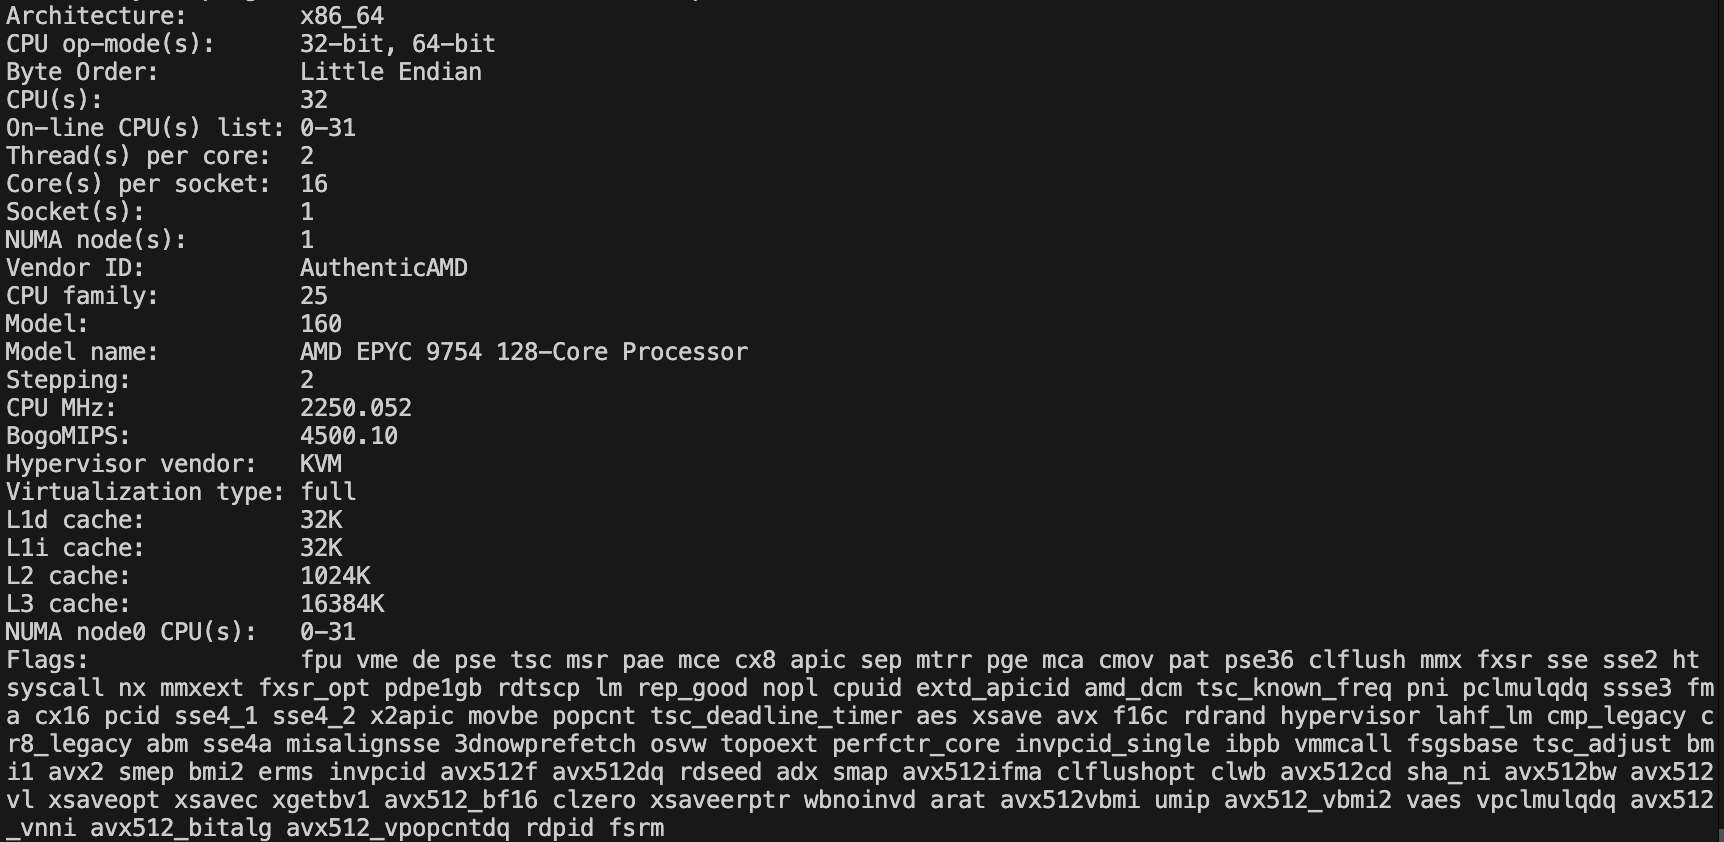 Architecture:        x86_64
CPU op-mode(s):      32-bit, 64-bit
Byte Order:          Little Endian
CPU(s):              32
On-line CPU(s) list: 0-31
Thread(s) per core:  2
Core(s) per socket:  16
Socket(s):           1
NUMA node(s):        1
Vendor ID:           AuthenticAMD
CPU family:          25
Model:               160
Model name:          AMD EPYC 9754 128-Core Processor
Stepping:            2
CPU MHz:             2250.052
BogoMIPS:            4500.10
Hypervisor vendor:   KVM
Virtualization type: full
L1d cache:           32K
L1i cache:           32K
L2 cache:            1024K
L3 cache:            16384K
NUMA node0 CPU(s):   0-31
Flags:               fpu vme de pse tsc msr pae mce cx8 apic sep mtrr pge mca cmov pat pse36 clflush mmx fxsr sse sse2 ht
syscall nx mmxext fxsr_opt pdpe1gb rdtscp lm rep_good nopl cpuid extd_apicid amd_dcm tsc_known_freq pni pclmulqdq ssse3 fm
a cx16 pcid sse4_1 sse4_2 x2apic movbe popcnt tsc_deadline_timer aes xsave avx f16c rdrand hypervisor lahf_lm cmp_legacy c
r8_legacy abm sse4a misalignsse 3dnowprefetch osvw topoext perfctr_core invpcid_single ibpb vmmcall fsgsbase tsc_adjust bm
i1 avx2 smep bmi2 erms invpcid avx512f avx512dq rdseed adx smap avx512ifma clflushopt clwb avx512cd sha_ni avx512bw avx512
vl xsaveopt xsavec xgetbv1 avx512_bf16 clzero xsaveerptr wbnoinvd arat avx512vbmi umip avx512_vbmi2 vaes vpclmulqdq avx512
_vnni avx512_bitalg avx512_vpopcntdq rdpid fsrm